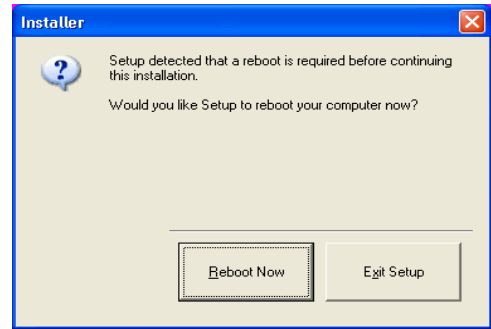 Installer
Setup detected that a reboot is required before continuing
this installation.
Would you like Setup to reboot your computer now?
Reboot Now
Exit Setup